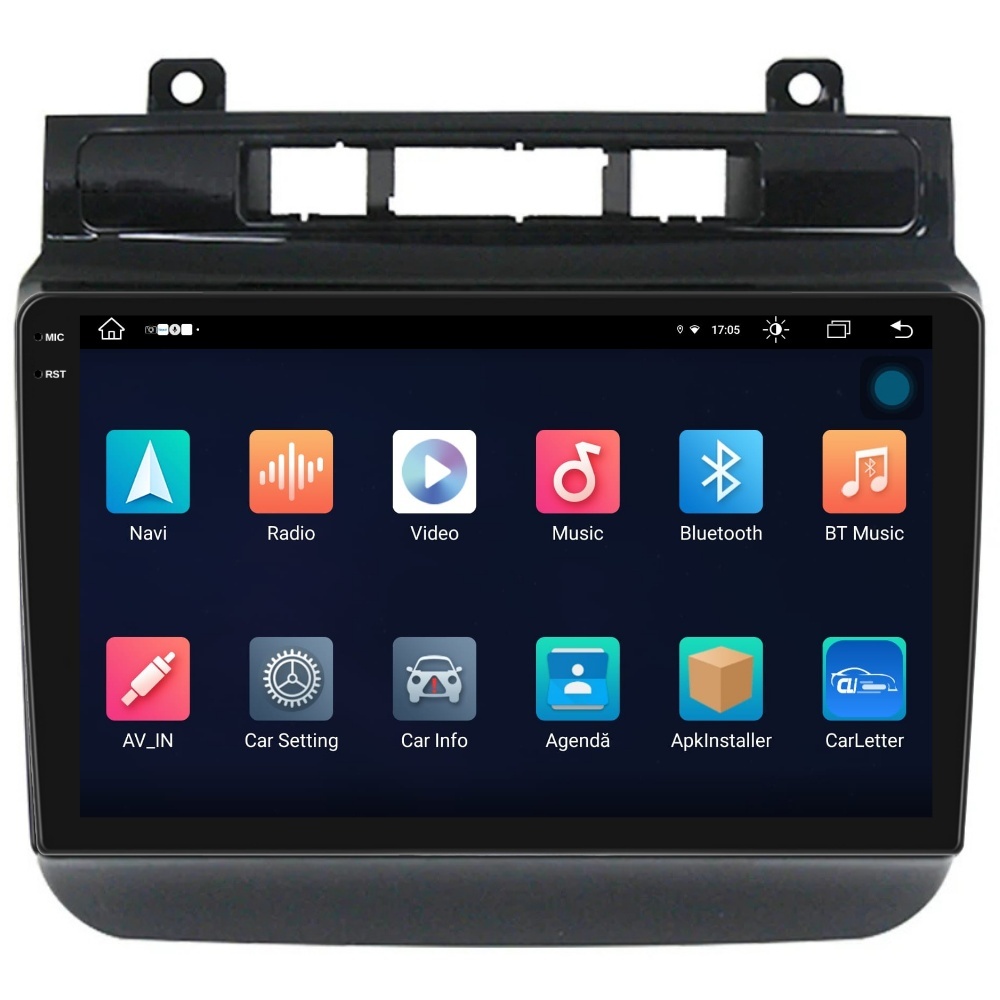 MIC
17:05
RST
Navi
Radio
Video
Music
Bluetooth
BT Music
AV_IN
Car Setting
Car Info
Agendă
ApkInstaller
CarLetter